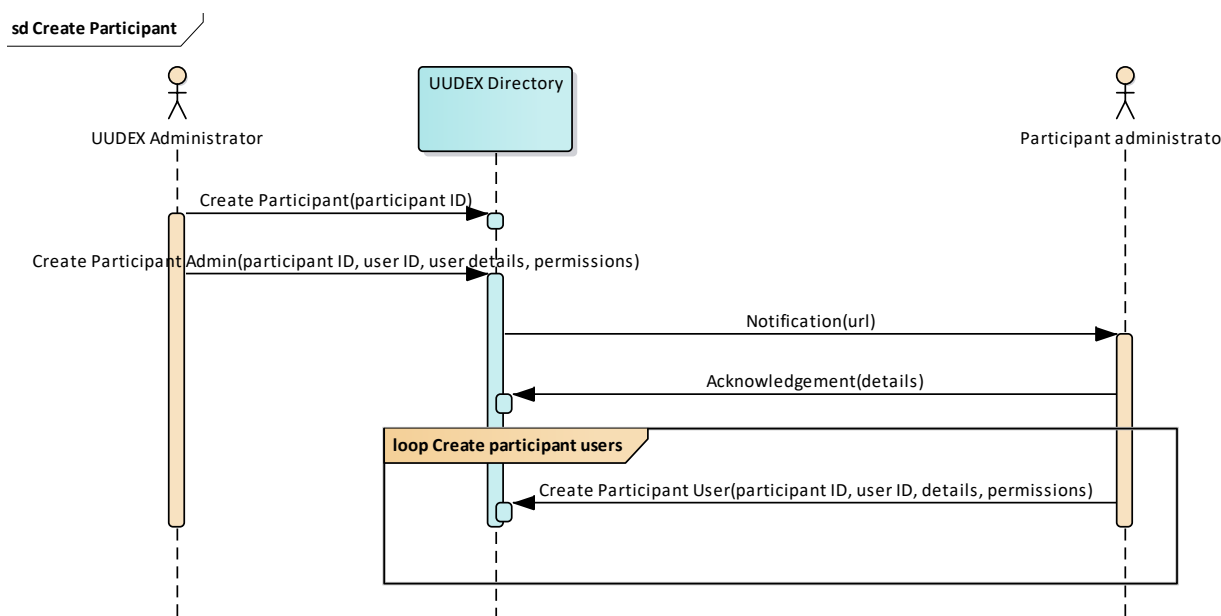 sd Create Participant
UUDEX Administrator
UUDEX Directory
Participant administrato
Create Participant(participant ID)
Create Participant Admin(participant ID, user ID, user details, permissions)
Notification(url)
Acknowledgement(details)
loop Create participant users
Create Participant User(participant ID, user ID, details, permissions)